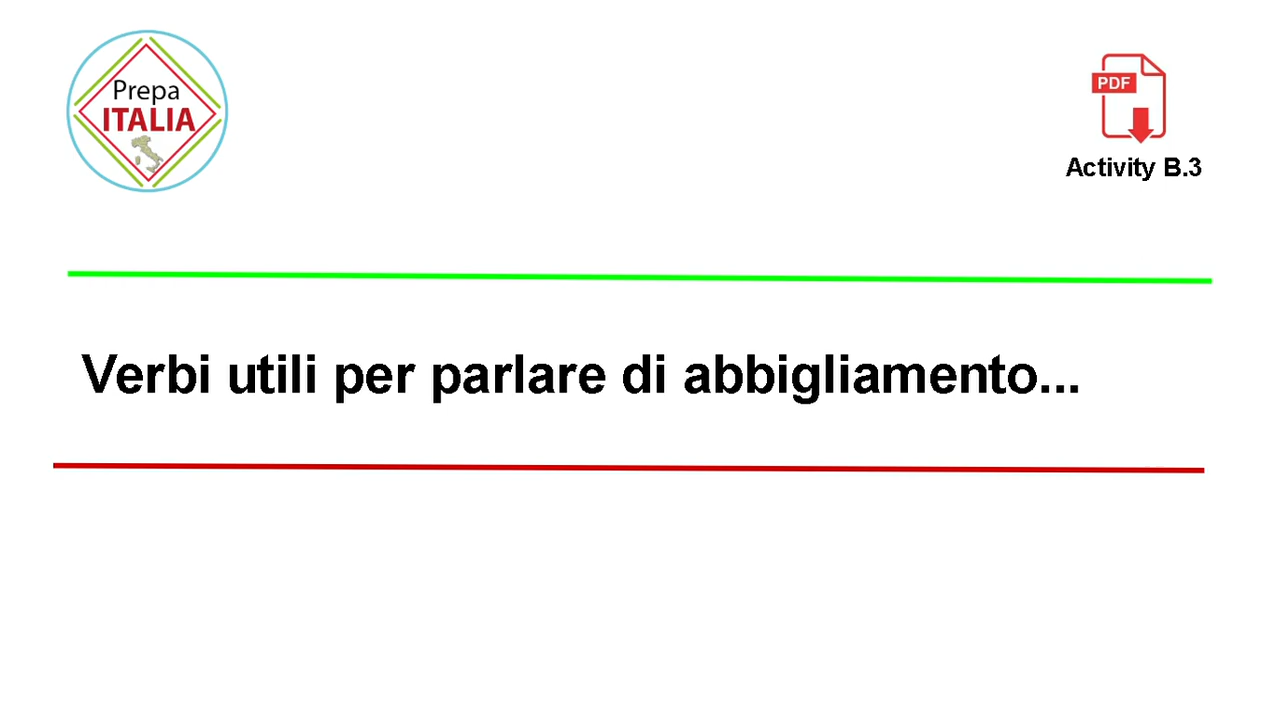 Prepa
ITALIA
PDF
Activity B.3
Verbi utili per parlare di abbigliamento...